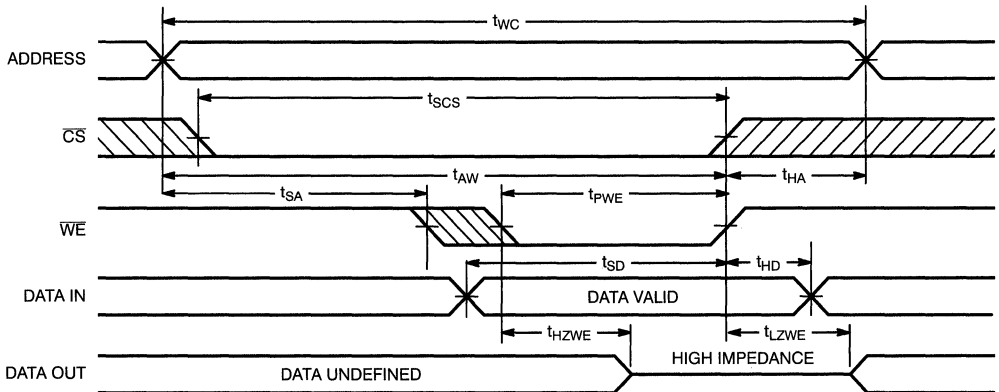 tWC
ADDRESS
tSCS
CS
tAW
tHA
tSA
tPWE
WE
tSD
tHD
DATA IN
DATA VALID
tHZWE
tLZWE
HIGH IMPEDANCE
DATA OUT
DATA UNDEFINED